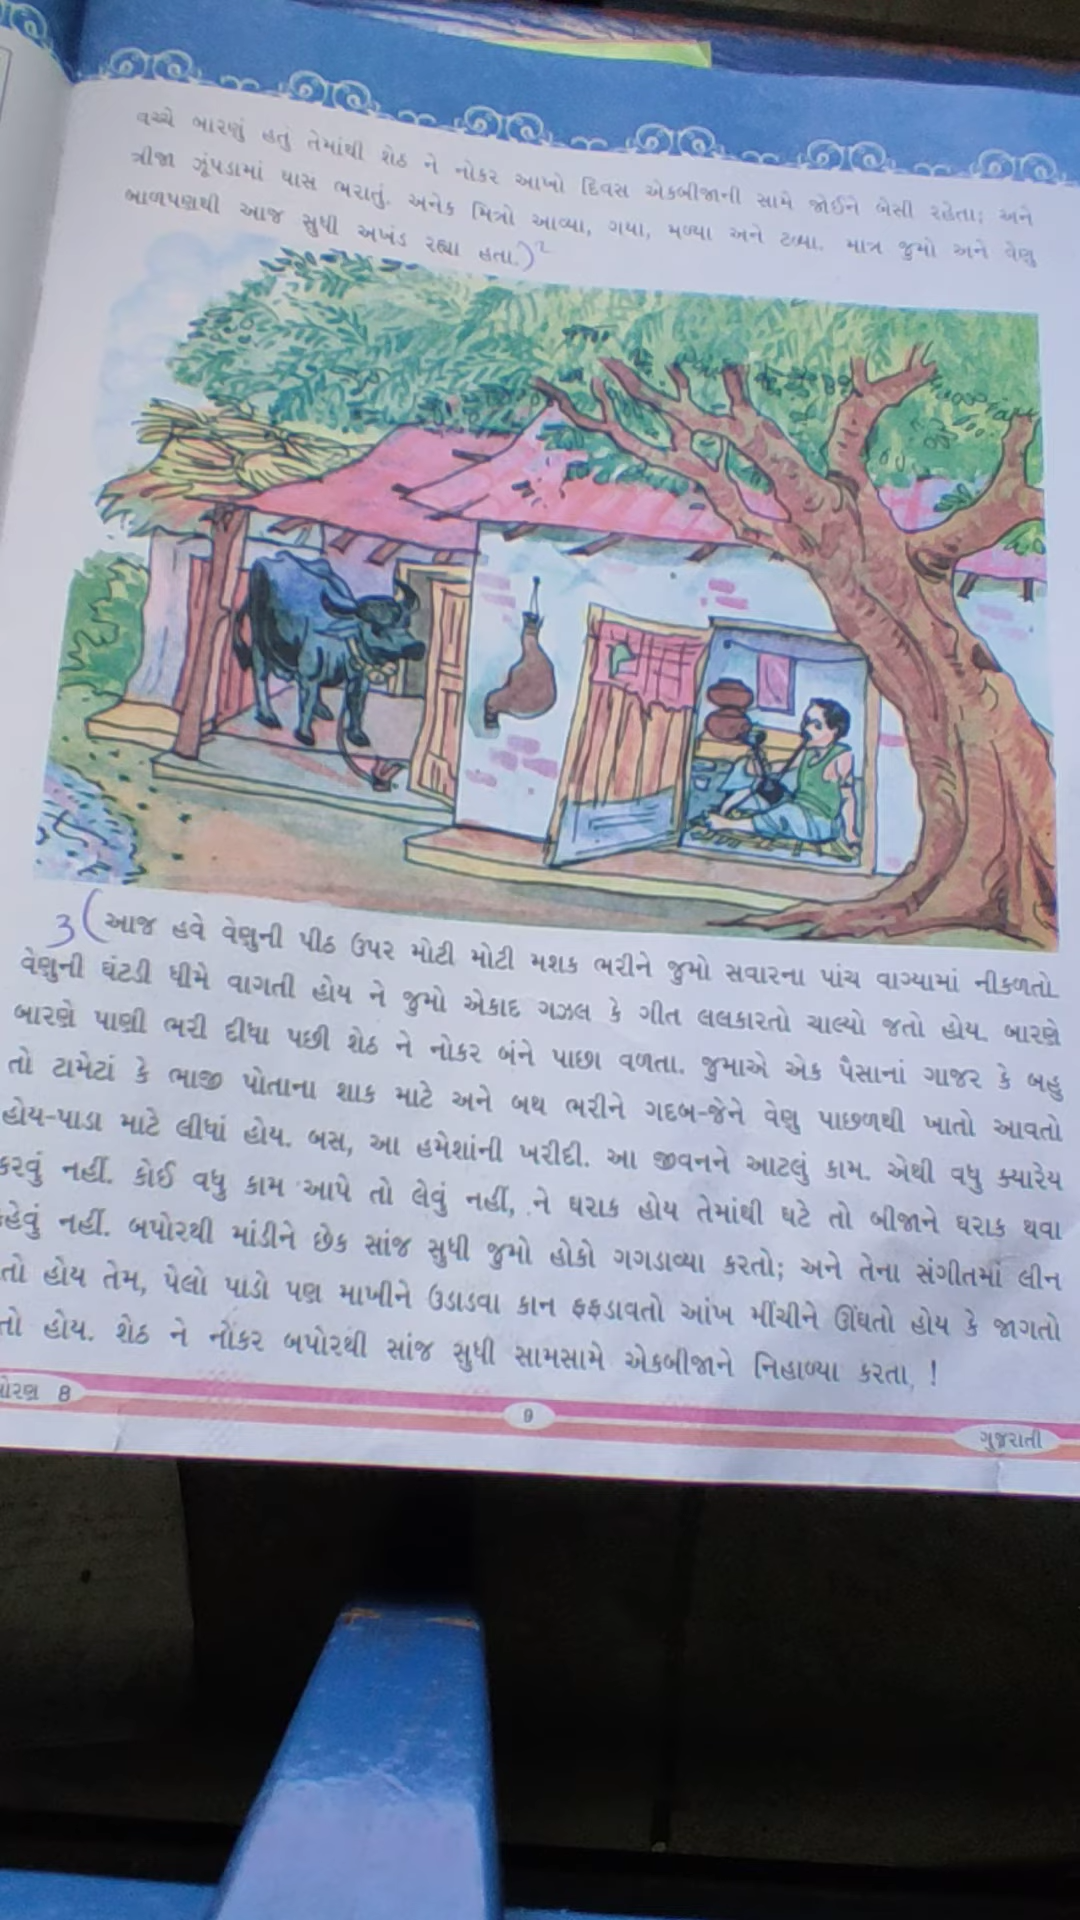 વચ્ચે બારણું હતું તેમાંથી શેઠ ને નોકર આખો દિવસ એકબીજાની સામે જોઈને બેસી રહેતા; અને
ત્રીજા ઝૂંપડામાં ઘાસ ભરાતું. અનેક મિત્રો આવ્યા, ગયા, મળ્યા અને ટળ્યા. માત્ર જુમો અને વેણુ
બાળપણથી આજ સુધી અખંડ રહ્યા હતા.)²
3 (આજ હવે વેણુની પીઠ ઉપર મોટી મોટી મશક ભરીને જુમો સવારના પાંચ વાગ્યામાં નીકળતો.
વેણુની ઘંટડી ધીમે વાગતી હોય ને જુમો એકાદ ગઝલ કે ગીત લલકારતો ચાલ્યો જતો હોય. બારણે
બારણે પાણી ભરી દીધા પછી શેઠ ને નોકર બંને પાછા વળતા. જુમાએ એક પૈસાનાં ગાજર કે બહુ
તો ટામેટાં કે ભાજી પોતાના શાક માટે અને બથ ભરીને ગદબ-જેને વેણુ પાછળથી ખાતો આવતો
હોય-પાડા માટે લીધાં હોય. બસ, આ હમેશાંની ખરીદી. આ જીવનને આટલું કામ. એથી વધુ ક્યારેય
કરવું નહીં. કોઈ વધુ કામ આપે તો લેવું નહીં, ને ઘરાક હોય તેમાંથી ઘટે તો બીજાને ઘરાક થવા
કહેવું નહીં. બપોરથી માંડીને છેક સાંજ સુધી જુમો હોકો ગગડાવ્યા કરતો; અને તેના સંગીતમાં લીન
તો હોય તેમ, પેલો પાડો પણ માખીને ઉડાડવા કાન ફફડાવતો આંખ મીંચીને ઊંઘતો હોય કે જાગતો
તો હોય. શેઠ ને નોકર બપોરથી સાંજ સુધી સામસામે એકબીજાને નિહાળ્યા કરતા !
ધોરણ 8
9
ગુજરાતી